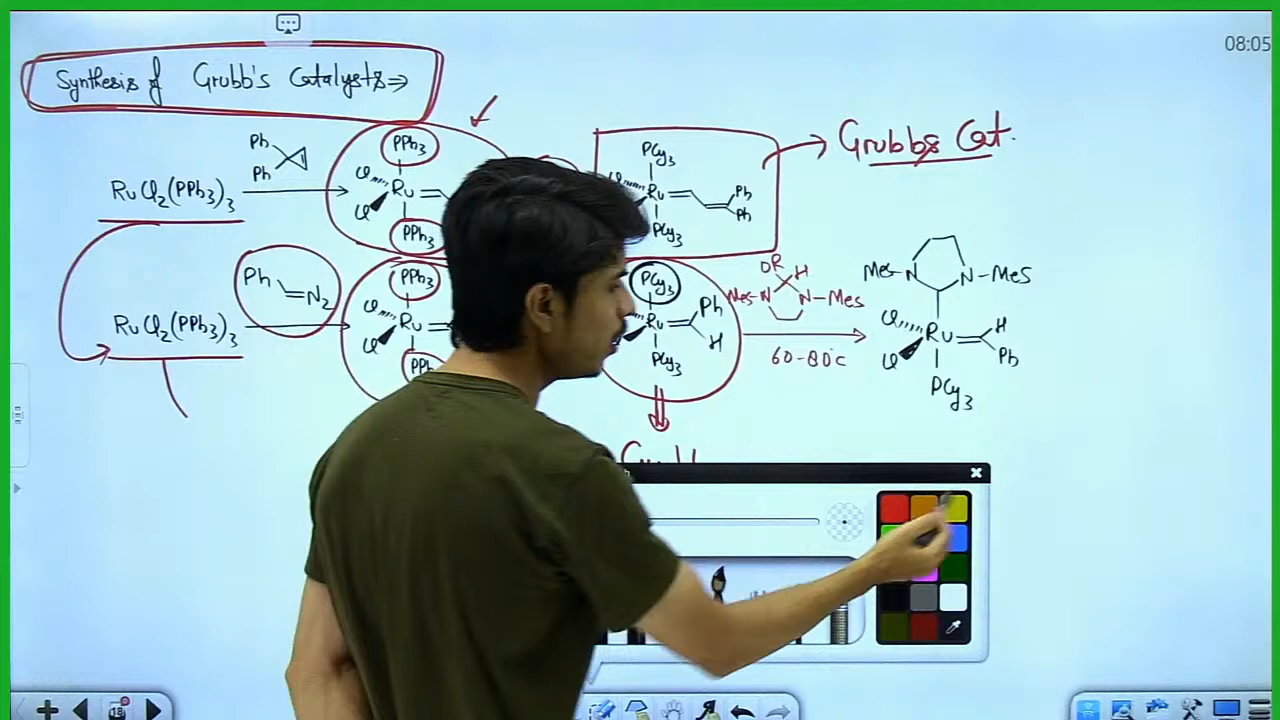 08:05
Synthesis of Grubb's Catalysts ⇒
Ph
Ph
RuCl2(PPh3)3
PPh3
Cl
Ru
Cl
PPh3
PCy3
Cl
Ru
PCy3
Ph
Ph
Grubbs Cat.
Ph
N2
RuCl2(PPh3)3
PPh3
Cl
Ru
Cl
PCy3
Ru
PCy3
Ph
H
OR
H
Mes-N
N-Mes
60-80°C
Mes-N
N-Mes
Cl
Ru
Cl
H
Ph
PCy3
18